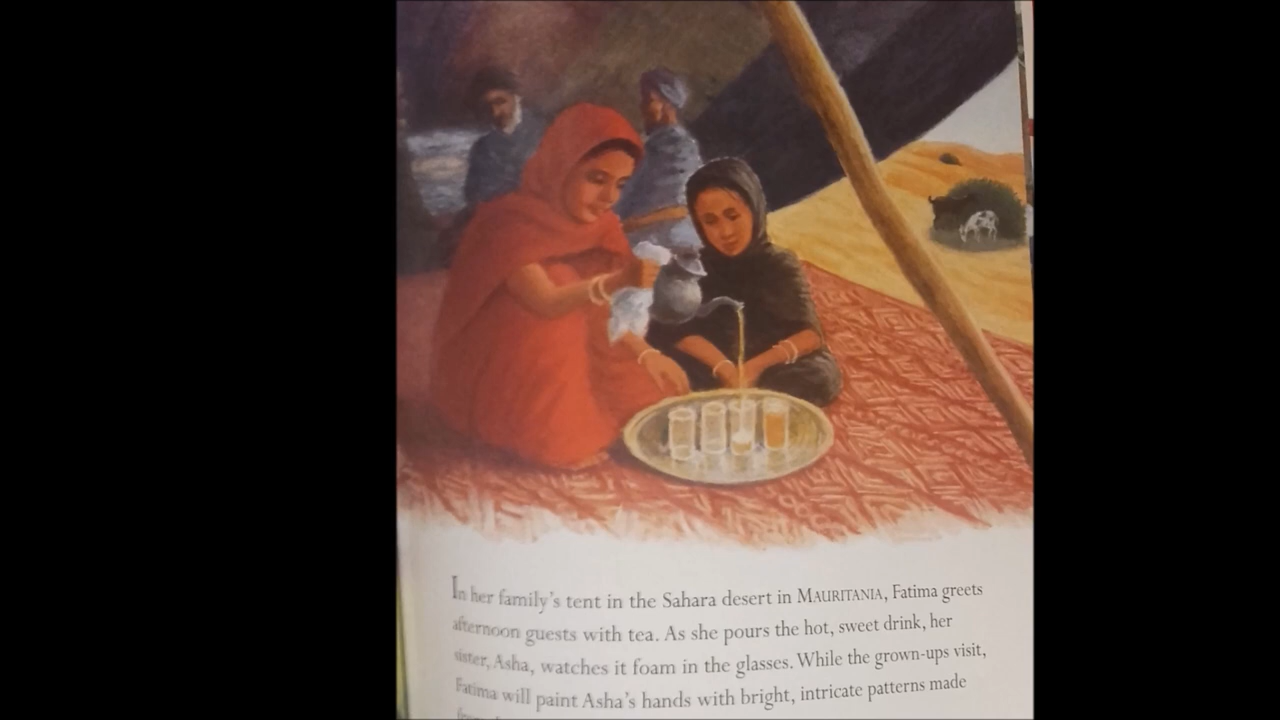 In her family's tent in the Sahara desert in MAURITANIA, Fatima greets
afternoon guests with tea. As she pours the hot, sweet drink, her
sister, Asha, watches it foam in the glasses. While the grown-ups visit,
Fatima will paint Asha's hands with bright, intricate patterns made